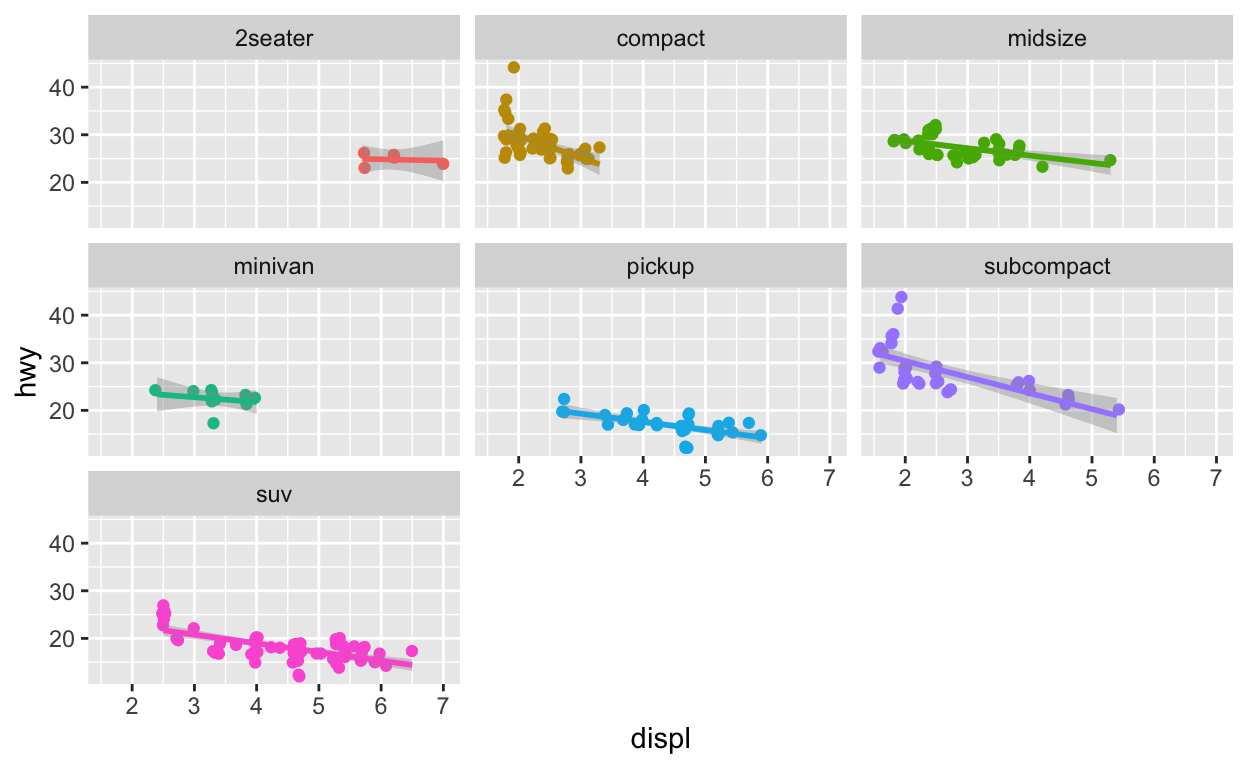 2seater compact midsize
40
30
20
minivan pickup subcompact
40
30
20
2 3 4 5 6 7 2 3 4 5 6 7
hwy
suv
40
30
20
2 3 4 5 6 7
displ